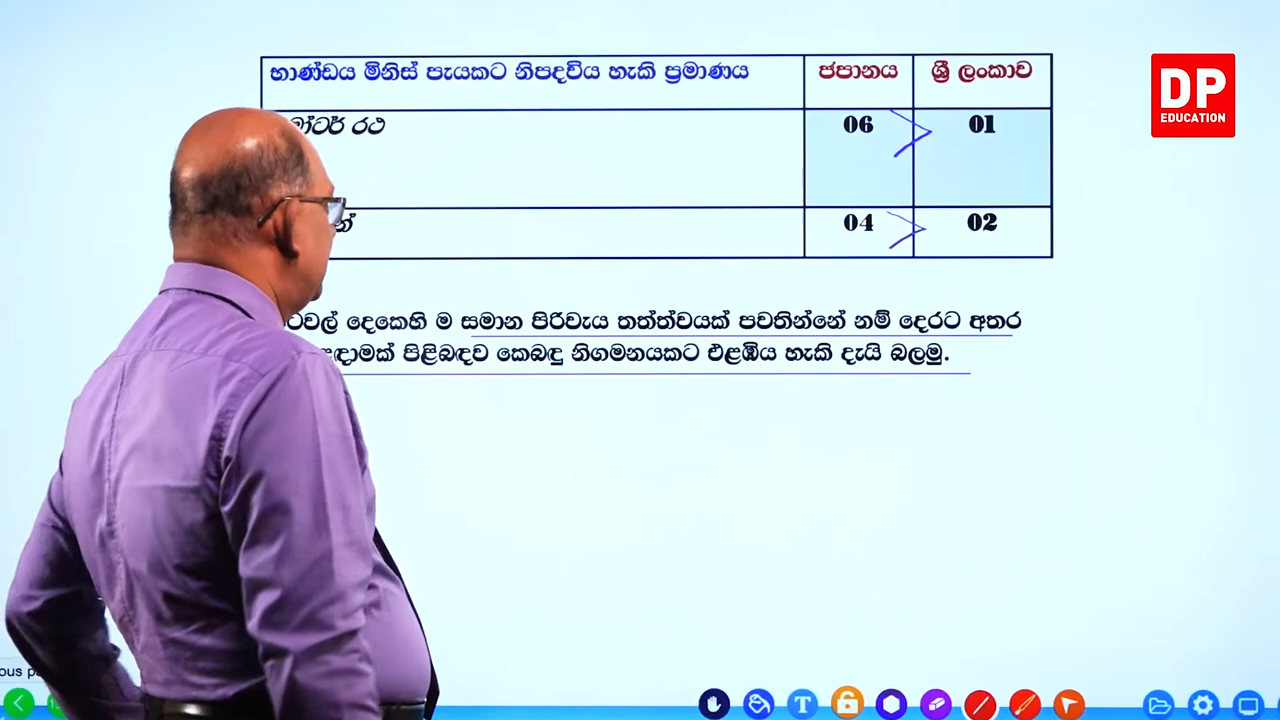 භාණ්ඩය මිනිස් පැයකට නිපදවිය හැකි ප්‍රමාණය ජපානය ශ්‍රී ලංකාව
රථ 06 01
04 02
දෙකෙහි ම සමාන පිරිවැය තත්ත්වයක් පවතින්නේ නම් දෙරට අතර
පිළිබඳව කෙබඳු නිගමනයකට එළඹිය හැකි දැයි බලමු.
DP
EDUCATION